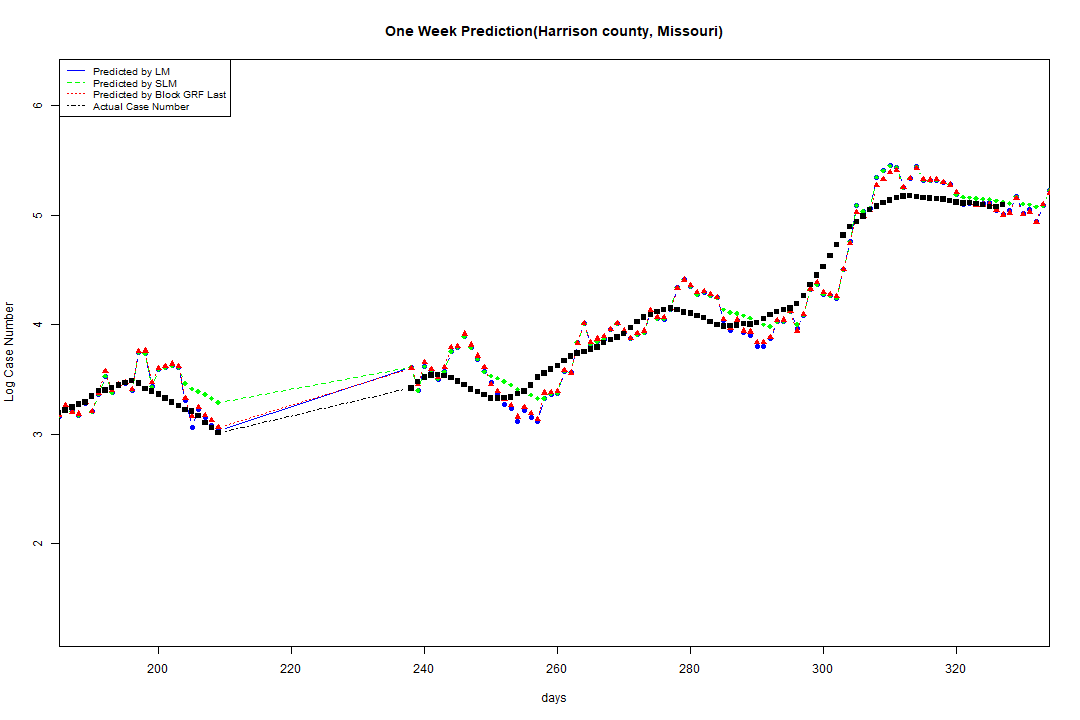 One Week Prediction(Harrison county, Missouri)
Predicted by LM
Predicted by SLM
Predicted by Block GRF Last
Actual Case Number
6
5
4
3
2
Log Case Number
200 220 240 260 280 300 320
days